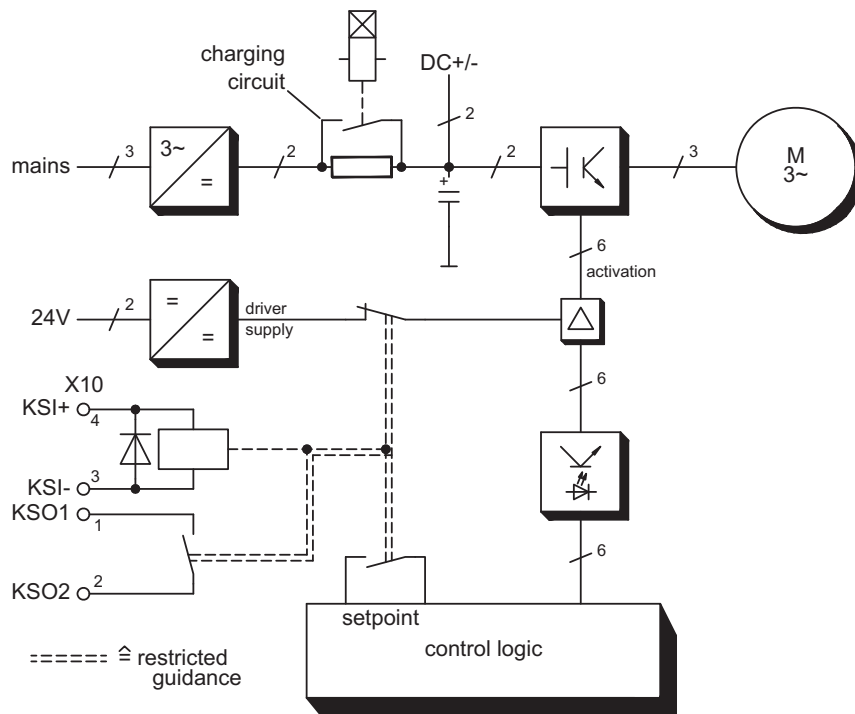 charging
circuit
DC+/-
2
mains
3
3~
=
2
2
3
M
3~
6
activation
24V
2
=
=
driver
supply
6
X10
KSI+
4
KSI-
3
KSO1
1
KSO2
2
6
setpoint
control logic
≙ restricted
guidance
+